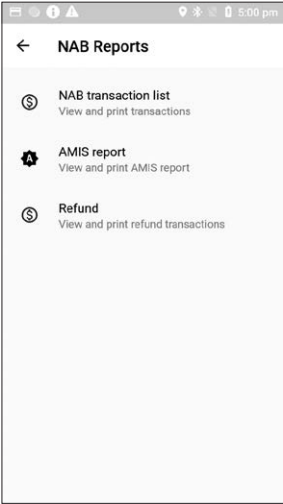 5:00 pm
NAB Reports
NAB transaction list
View and print transactions
A
AMIS report
View and print AMIS report
Refund
View and print refund transactions